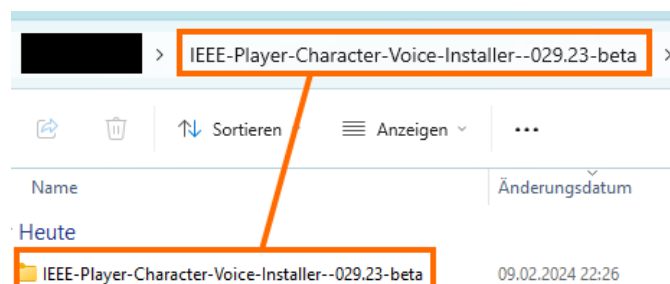 IEEE-Player-Character-Voice-Installer--029.23-beta
Sortieren Anzeigen
Name Änderungsdatum
Heute
IEEE-Player-Character-Voice-Installer--029.23-beta 09.02.2024 22:26